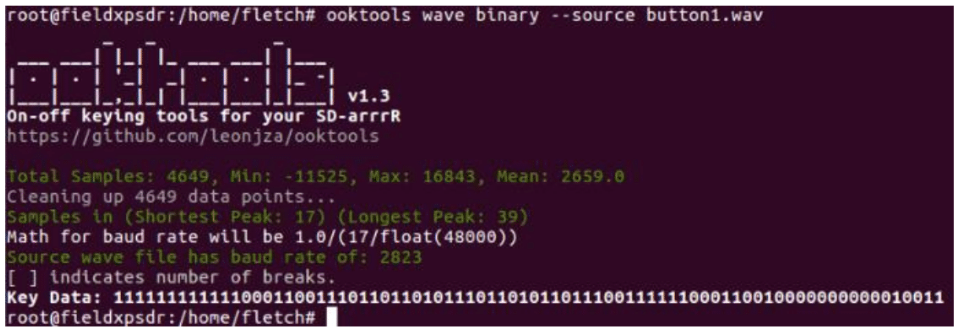 root@fieldxpsdr:/home/fletch# ooktools wave binary --source button1.wav
ooktools v1.3
On-off keying tools for your SD-arrrR
https://github.com/leonjza/ooktools
Total Samples: 4649, Min: -11525, Max: 16843, Mean: 2659.0
Cleaning up 4649 data points...
Samples in (Shortest Peak: 17) (Longest Peak: 39)
Math for baud rate will be 1.0/(17/float(48000))
Source wave file has baud rate of: 2823
[ ] indicates number of breaks.
Key Data: 111111111111000110011101101101011101101011011100111111000110010000000000010011
root@fieldxpsdr:/home/fletch#